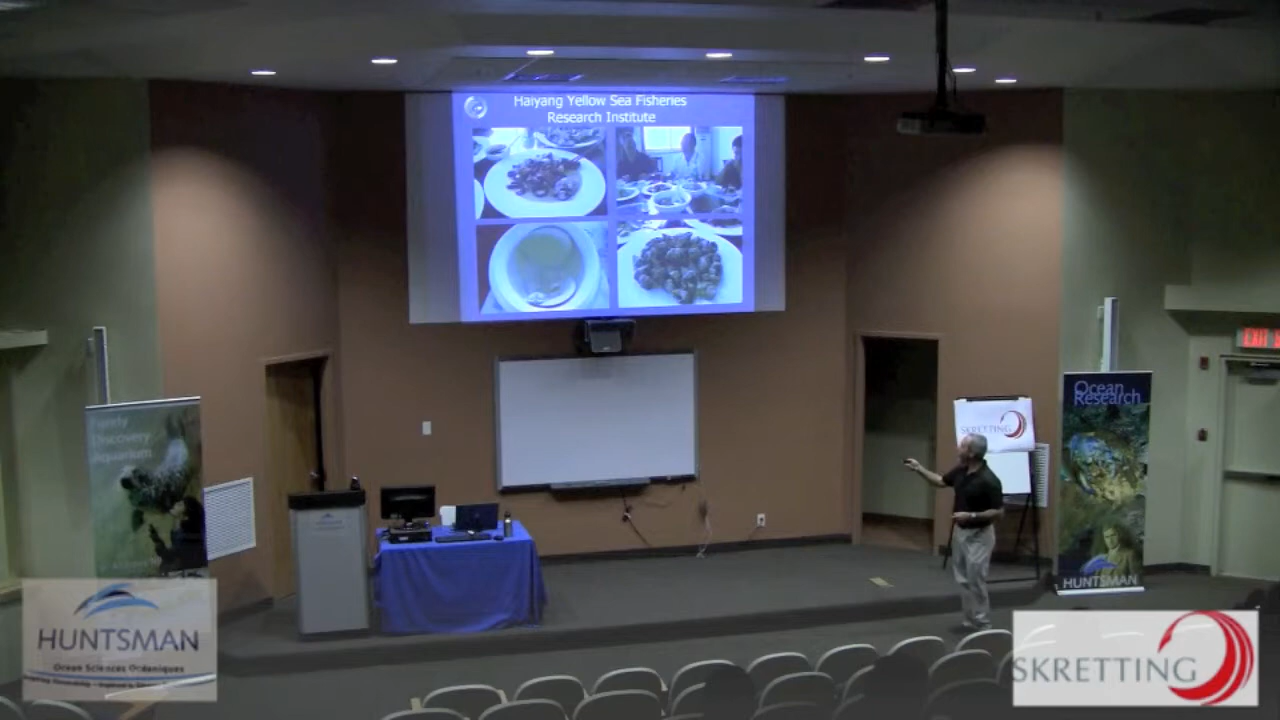 Haiyang Yellow Sea Fisheries
Research Institute
EXIT
Ocean
Research
SKRETTING
Family
Discovery
Aquarium
HUNTSMAN
HUNTSMAN
Ocean Sciences Océaniques
SKRETTING